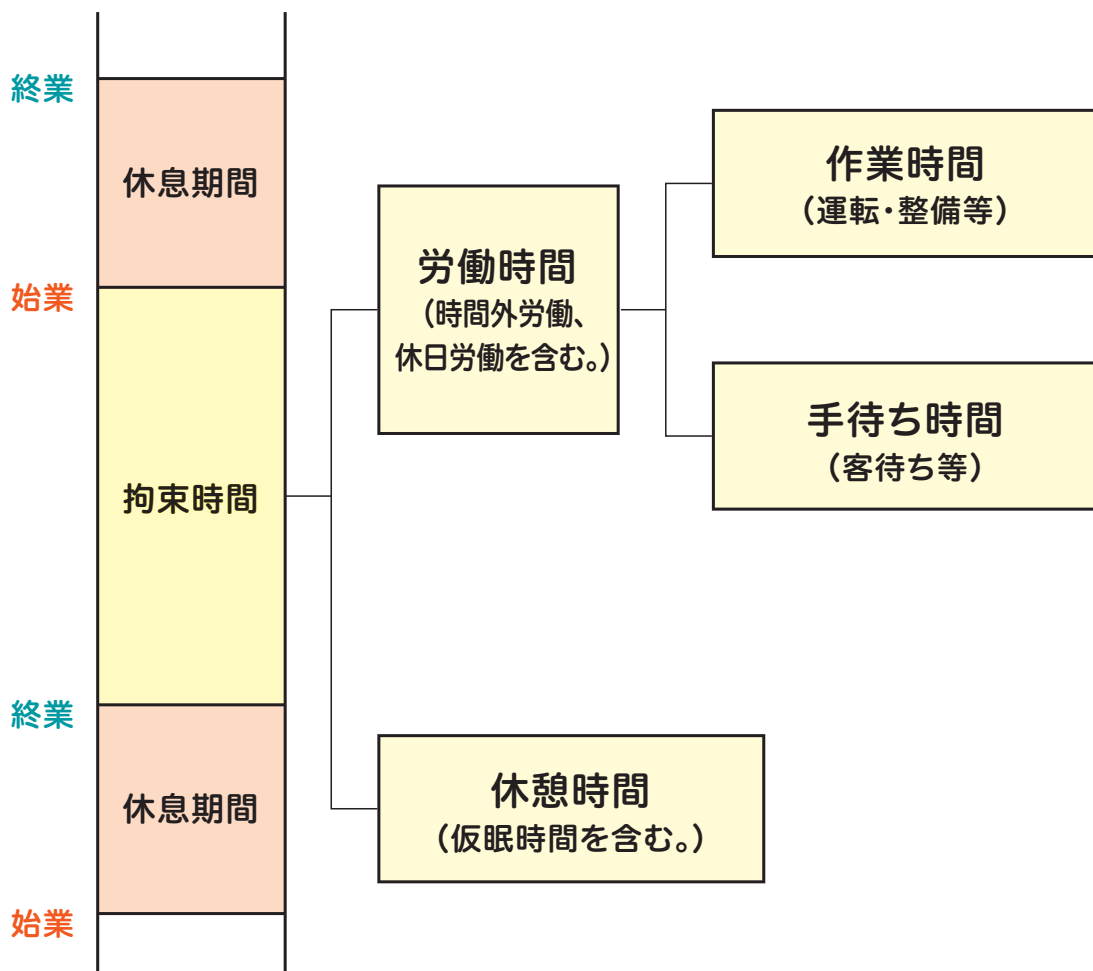 終業
休息期間
始業
拘束時間
終業
休息期間
始業
労働時間
（時間外労働、
休日労働を含む。）
作業時間
（運転・整備等）
手待ち時間
（客待ち等）
休憩時間
（仮眠時間を含む。）